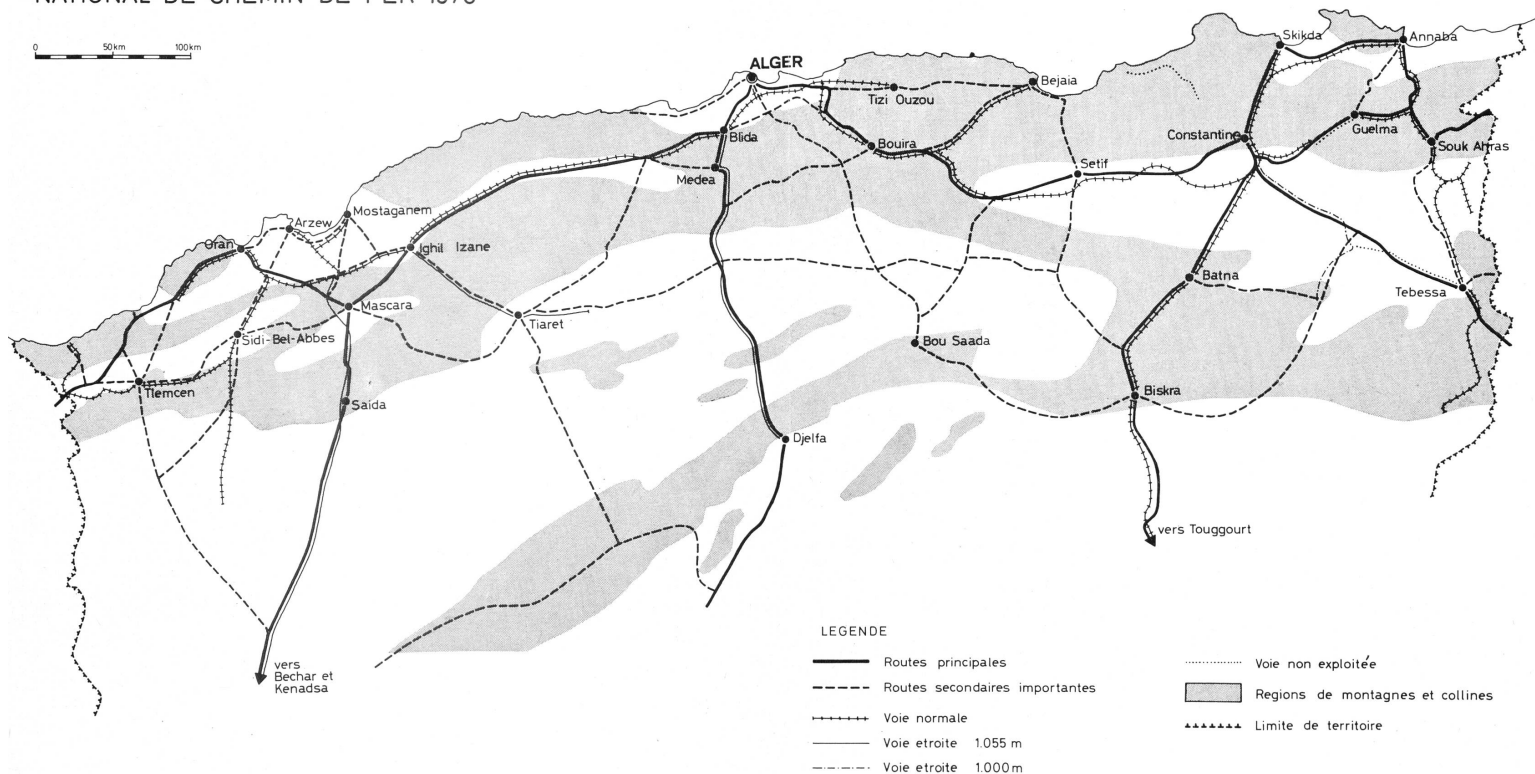 NATIONAL DE CHEMIN DE FER 1970
0 50km 100km
Skikda
Annaba
ALGER
Bejaia
Tizi Ouzou
Guelma
Blida
Constantine
Bouira
Souk Ahras
Setif
Medea
Mostaganem
Arzew
Oran
Ighil Izane
Batna
Tebessa
Mascara
Tiaret
Sidi-Bel-Abbes
Bou Saada
Tlemcen
Biskra
Saida
Djelfa
vers Touggourt
vers
Bechar et
Kenadsa
LEGENDE
Routes principales
Routes secondaires importantes
Voie normale
Voie etroite 1.055 m
Voie etroite 1.000 m
Voie non exploitée
Regions de montagnes et collines
Limite de territoire